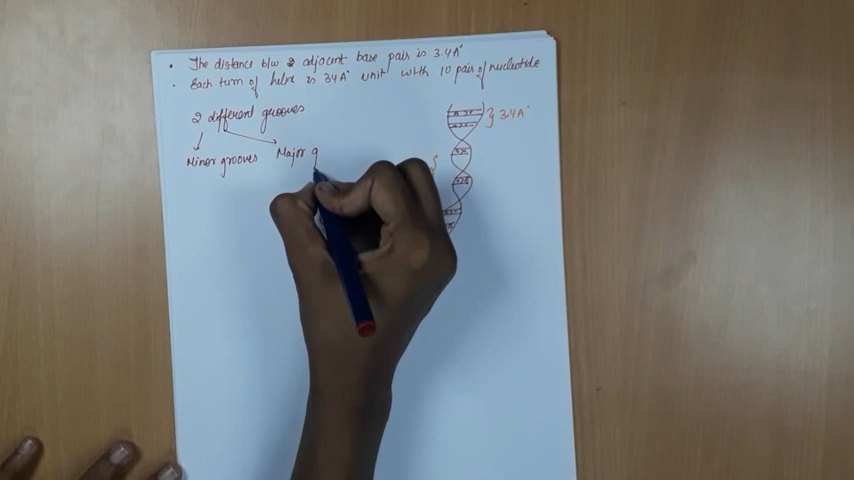 • The distance b/w 2 adjacent base pair is 3.4A°
• Each turn of helix is 34A° unit with 10 pair of nucleotide
2 different grooves
3.4A°
Minor grooves Major g